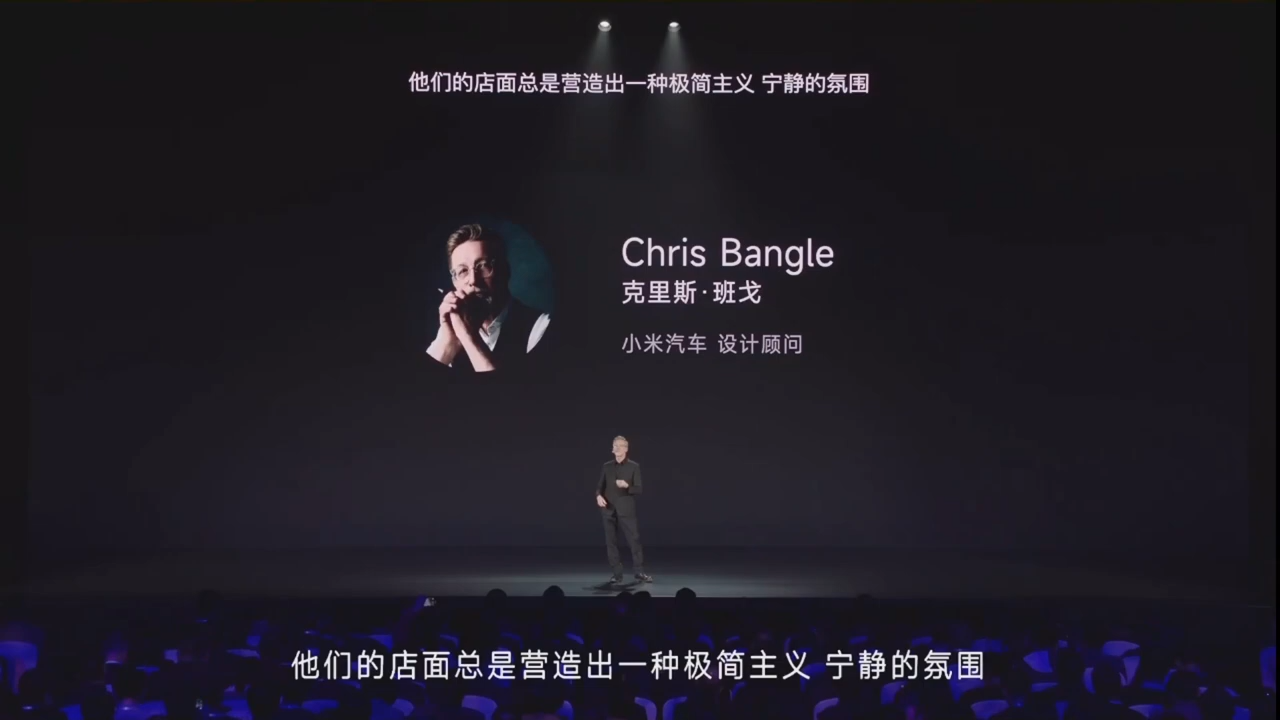 他们的店面总是营造出一种极简主义 宁静的氛围
Chris Bangle
克里斯·班戈
小米汽车 设计顾问
他们的店面总是营造出一种极简主义 宁静的氛围